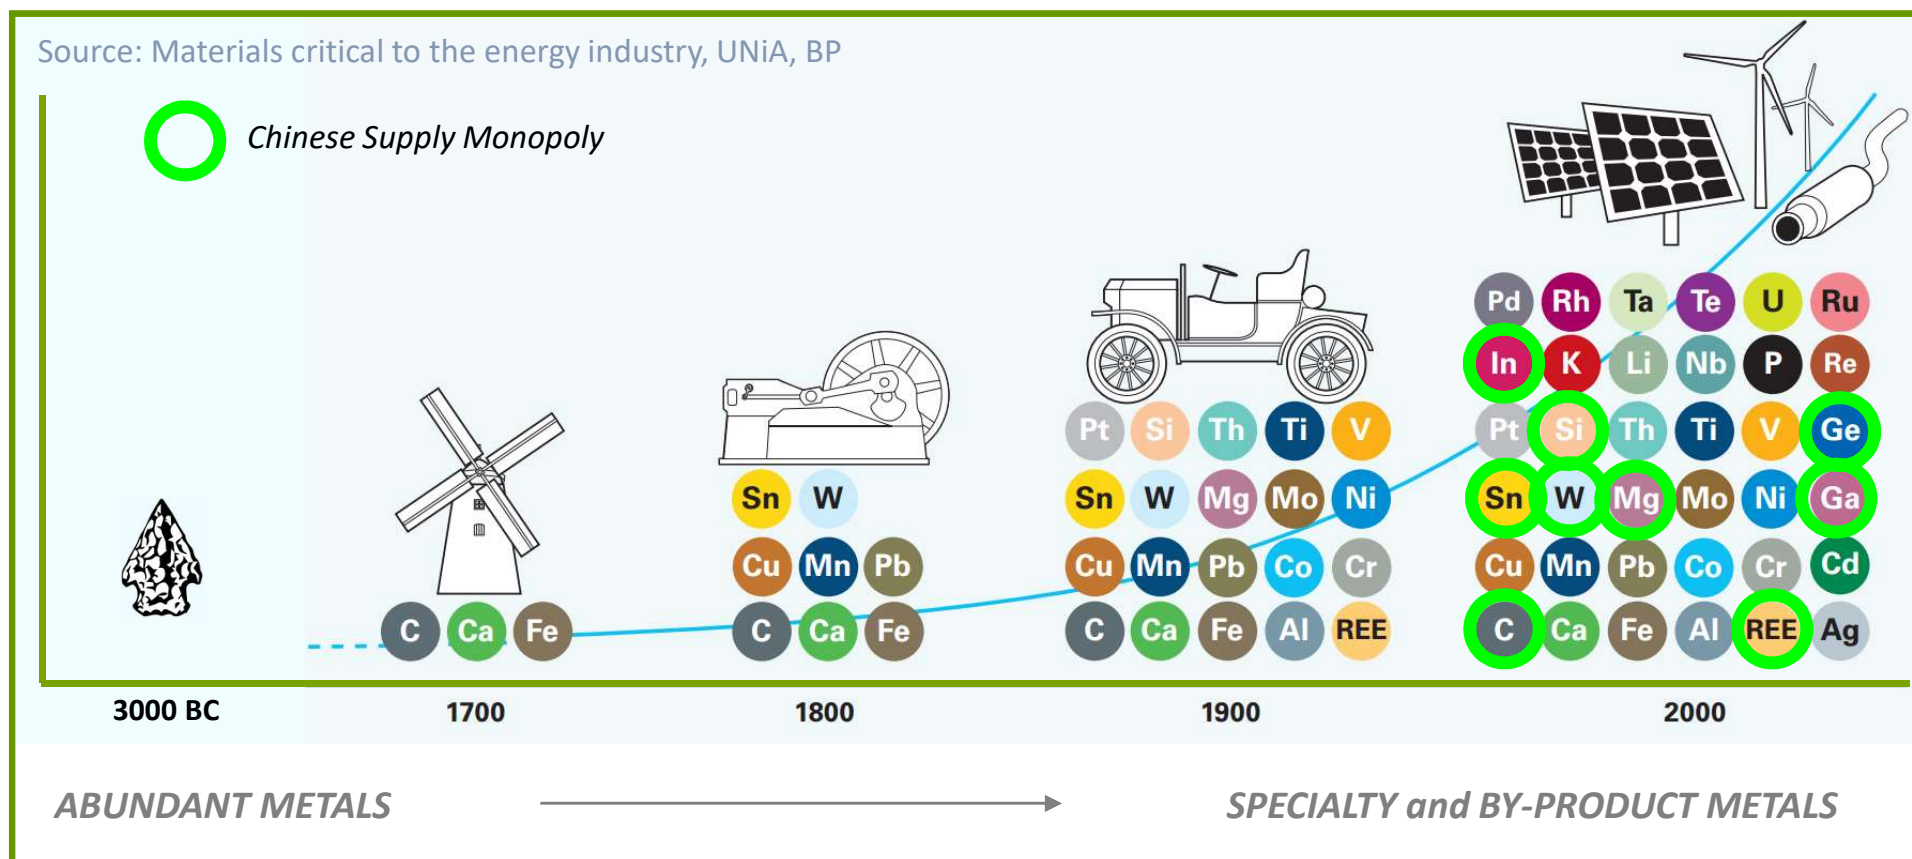 Source: Materials critical to the energy industry, UNiA, BP
Chinese Supply Monopoly
Pd Rh Ta Te U Ru
In K Li Nb P Re
Pt Si Th Ti V
Pt Si Th Ti V Ge
Sn W
Sn W Mg Mo Ni
Sn W Mg Mo Ni Ga
Cu Mn Pb
Cu Mn Pb Co Cr
Cu Mn Pb Co Cr Cd
C Ca Fe
C Ca Fe
C Ca Fe Al REE
C Ca Fe Al REE Ag
3000 BC
1700
1800
1900
2000
ABUNDANT METALS
SPECIALTY and BY-PRODUCT METALS